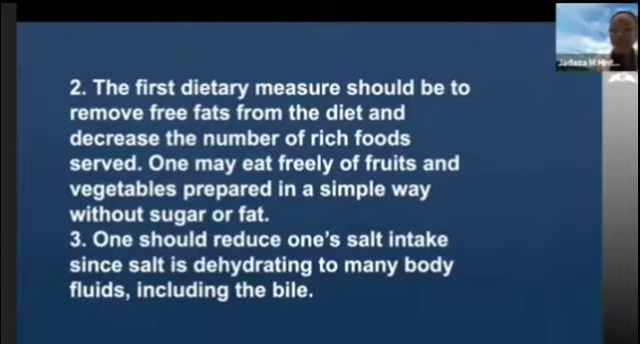 Jadaza M Hint...
2. The first dietary measure should be to
remove free fats from the diet and
decrease the number of rich foods
served. One may eat freely of fruits and
vegetables prepared in a simple way
without sugar or fat.
3. One should reduce one's salt intake
since salt is dehydrating to many body
fluids, including the bile.